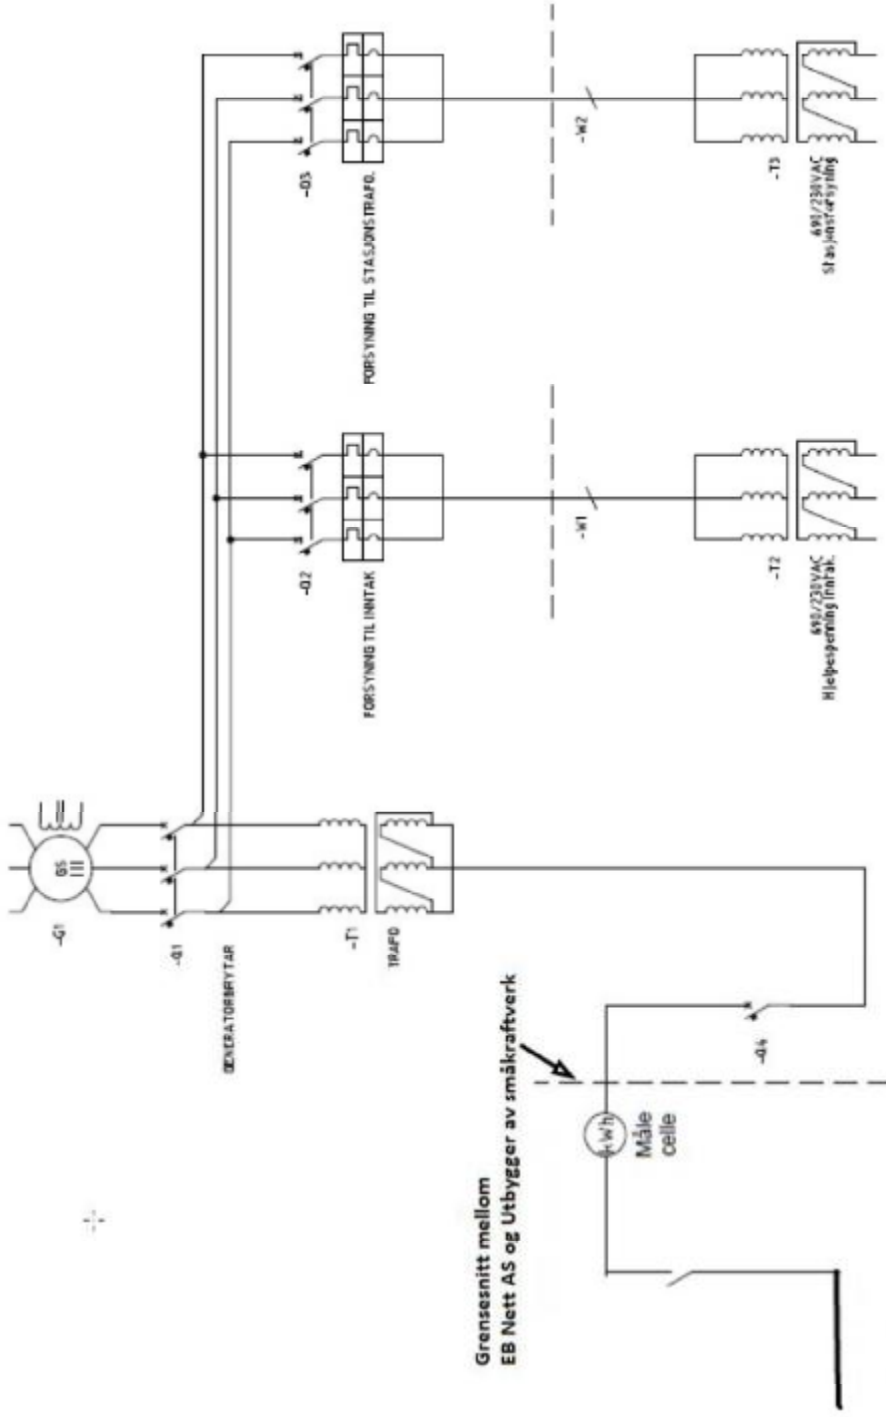 -G1
GS
-Q1
GENERATORBRYTAR
-T1
TRAFO
-Q2
FORSYNING TIL INNTAK
-W1
-T2
690/230VAC
Hjelpespenning Inntak.
-Q3
FORSYNING TIL STASJONSTRAFO.
-W2
-T3
690/230VAC
Stasjonsforsyning
-Q4
Grensesnitt mellom
EB Nett AS og Utbygger av småkraftverk
kWh
Måle
celle